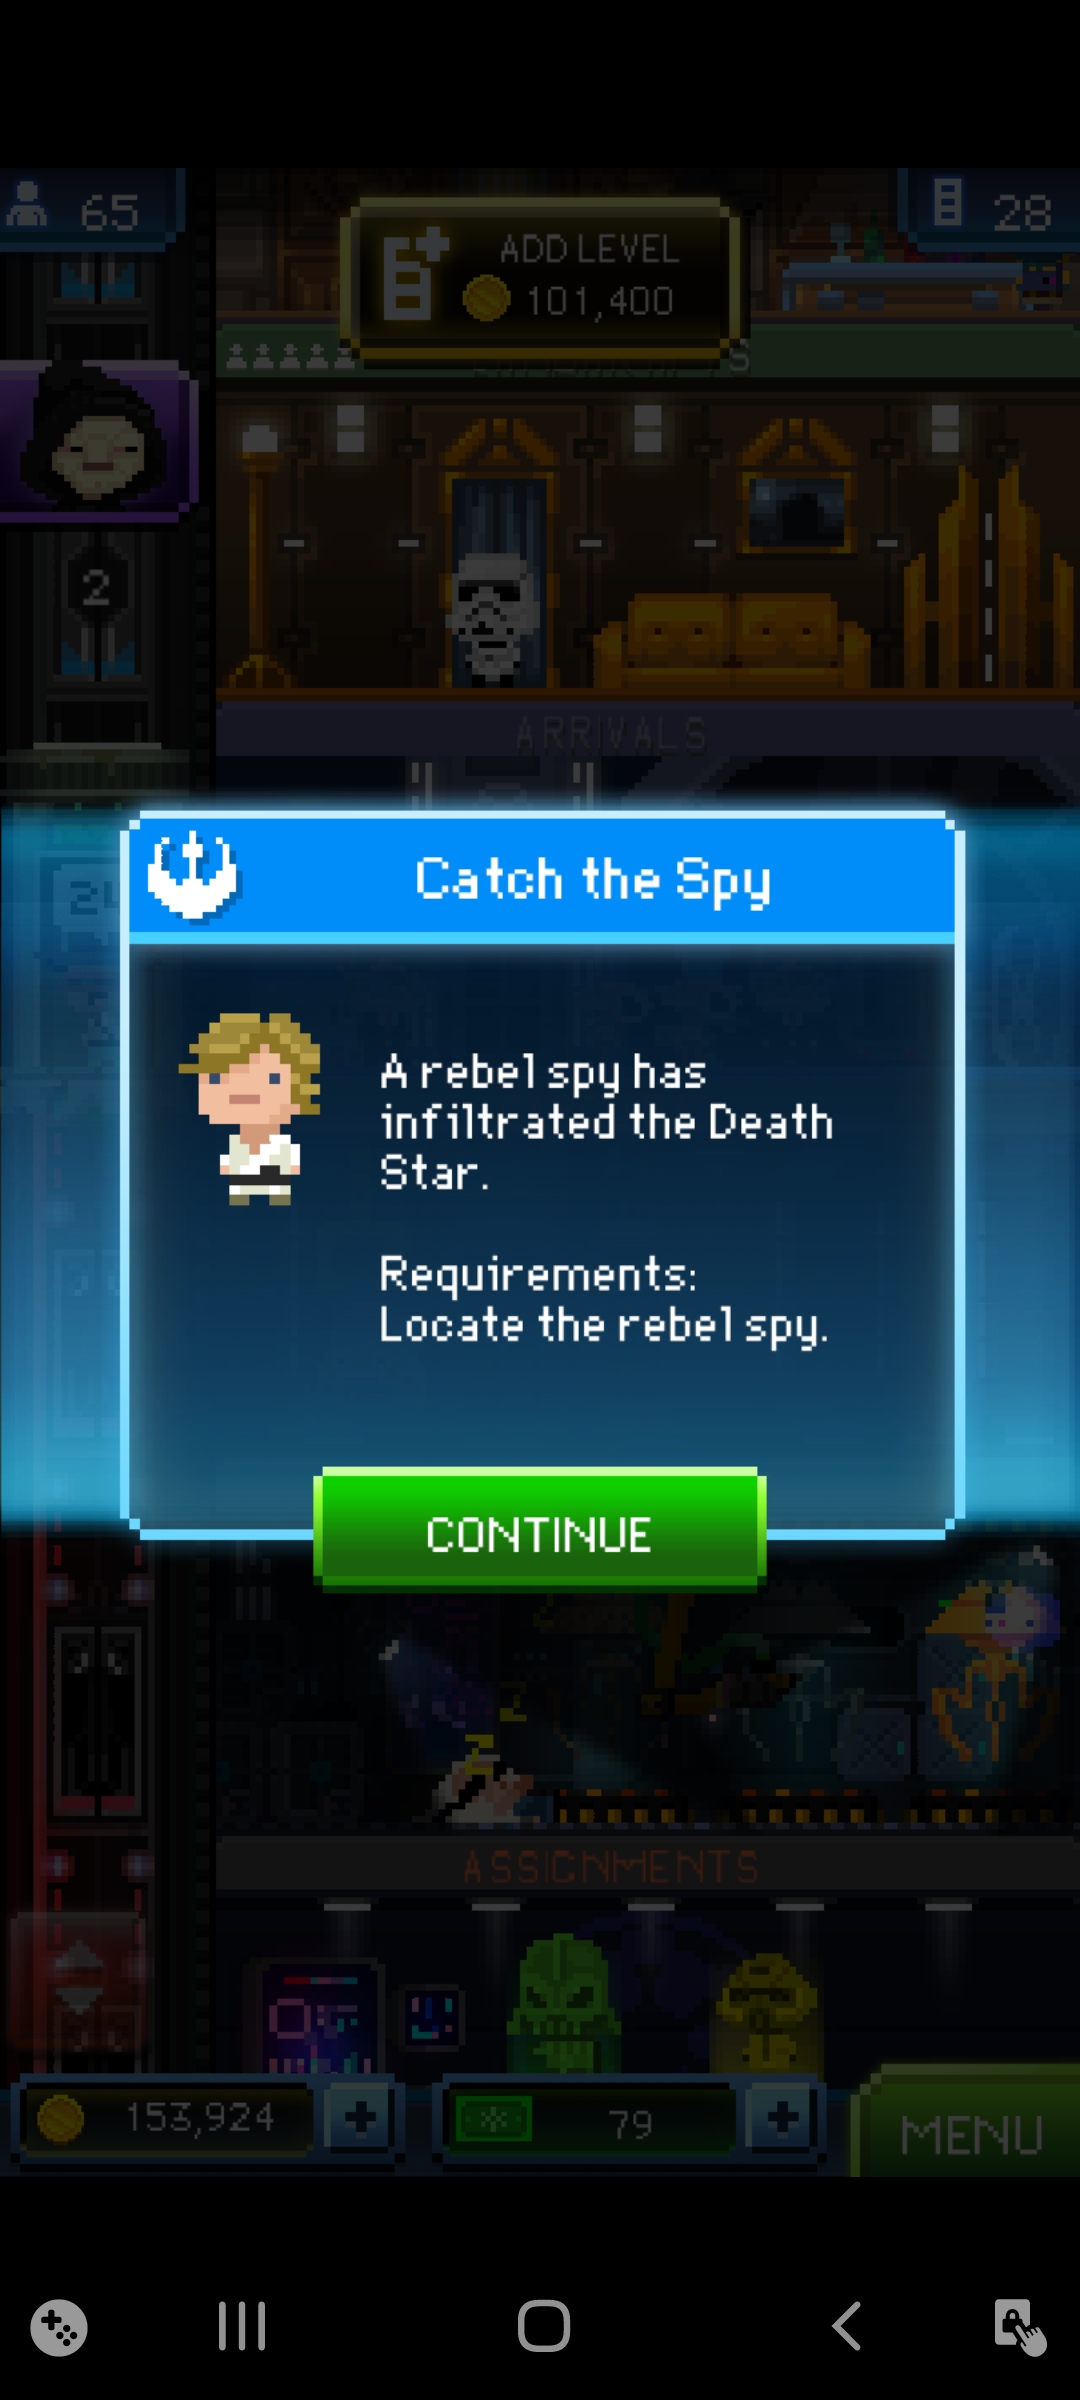 65
ADD LEVEL
101,400
28
S
2
ARRIVALS
Catch the Spy
A rebel spy has
infiltrated the Death
Star.
Requirements:
Locate the rebel spy.
CONTINUE
ASSIGNMENTS
153,924
79
MENU